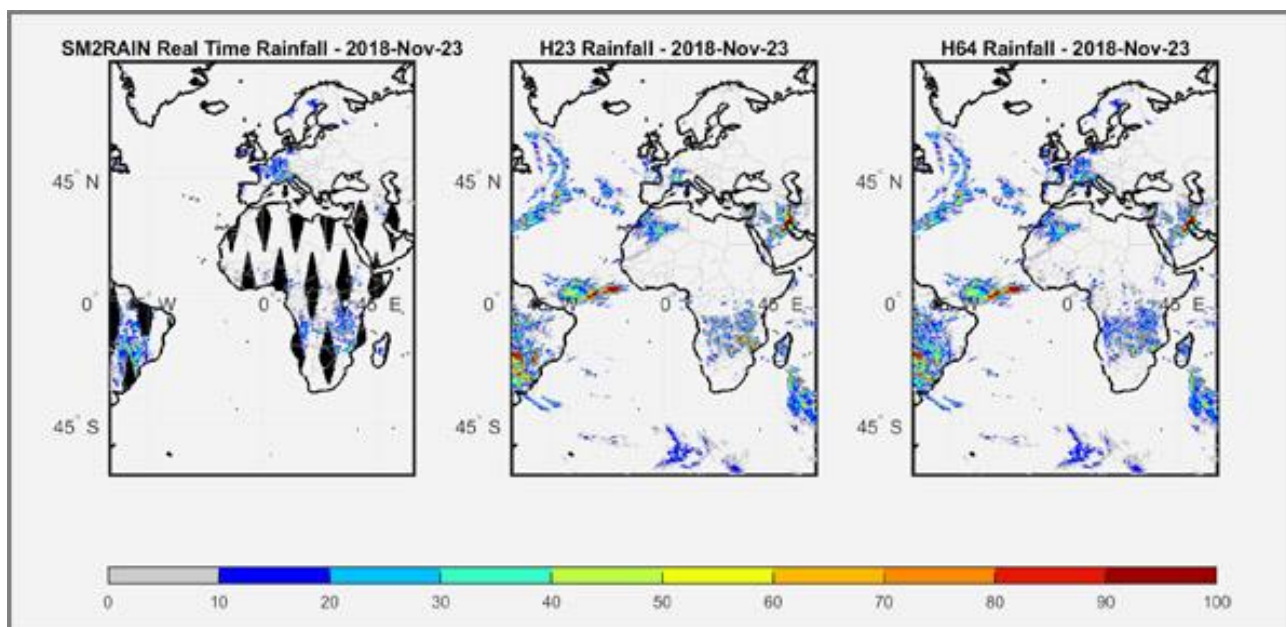 SM2RAIN Real Time Rainfall - 2018-Nov-23
H23 Rainfall - 2018-Nov-23
H64 Rainfall - 2018-Nov-23
45° N
45° N
45° N
0°
W
0
45 E
0°
W
0
45 E
0°
W
0
45 E
45° S
45° S
45° S
0 10 20 30 40 50 60 70 80 90 100